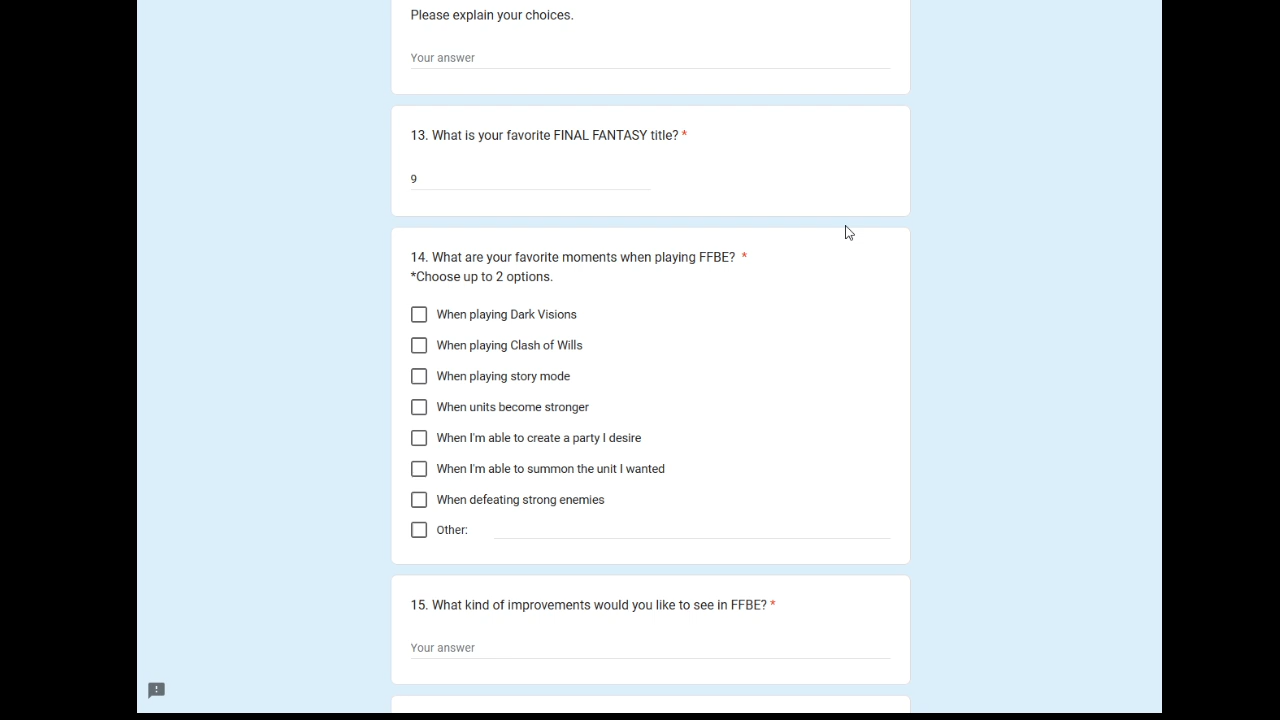 Please explain your choices.
Your answer
13. What is your favorite FINAL FANTASY title? *
9
14. What are your favorite moments when playing FFBE? *
*Choose up to 2 options.
When playing Dark Visions
When playing Clash of Wills
When playing story mode
When units become stronger
When I'm able to create a party I desire
When I'm able to summon the unit I wanted
When defeating strong enemies
Other:
15. What kind of improvements would you like to see in FFBE? *
Your answer